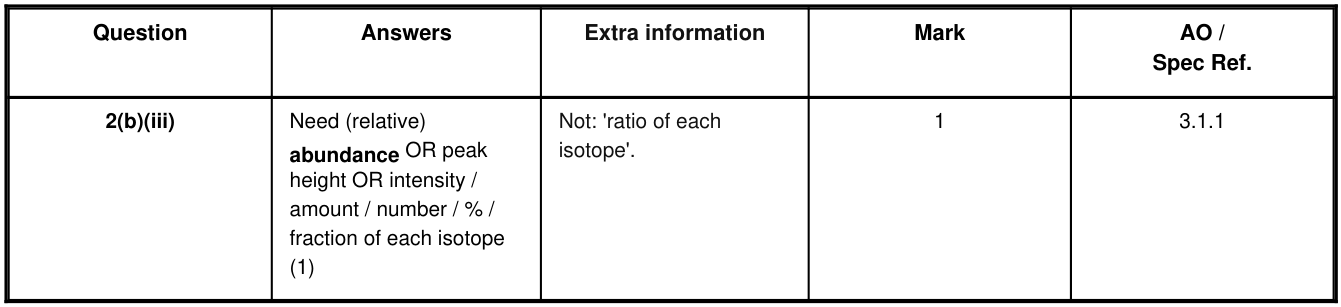 Question Answers Extra information Mark AO /
Spec Ref.
2(b)(iii) Need (relative) Not: 'ratio of each 1 3.1.1
abundance OR peak isotope'.
height OR intensity /
amount / number / % /
fraction of each isotope
(1)